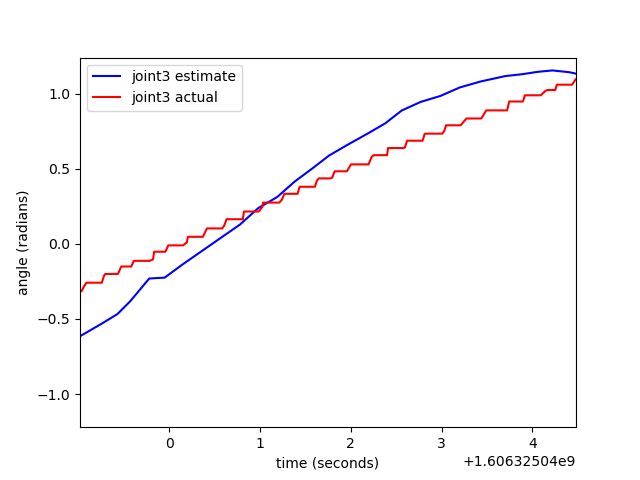 joint3 estimate
joint3 actual
1.0
0.5
0.0
−0.5
−1.0
angle (radians)
0 1 2 3 4
time (seconds)
+1.60632504e9